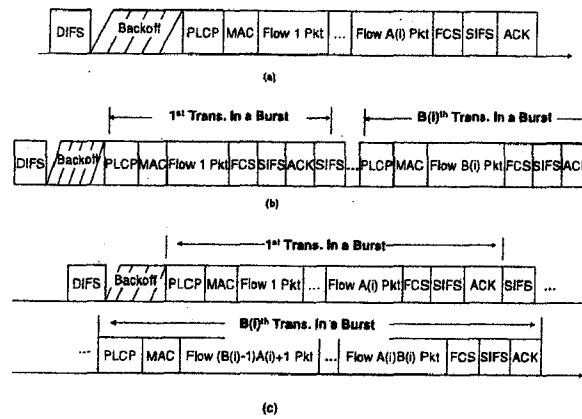 DIFS Backoff PLCP MAC Flow 1 Pkt ... Flow A(i) Pkt FCS SIFS ACK
(a)
1st Trans. In a Burst B(i)th Trans. In a Burst
DIFS Backoff PLCP MAC Flow 1 Pkt FCS SIFS ACK SIFS ... PLCP MAC Flow B(i) Pkt FCS SIFS ACK
(b)
1st Trans. In a Burst
DIFS Backoff PLCP MAC Flow 1 Pkt ... Flow A(i) Pkt FCS SIFS ACK SIFS ...
B(i)th Trans. In a Burst
... PLCP MAC Flow (B(i)-1)A(i)+1 Pkt ... Flow A(i)B(i) Pkt FCS SIFS ACK
(c)